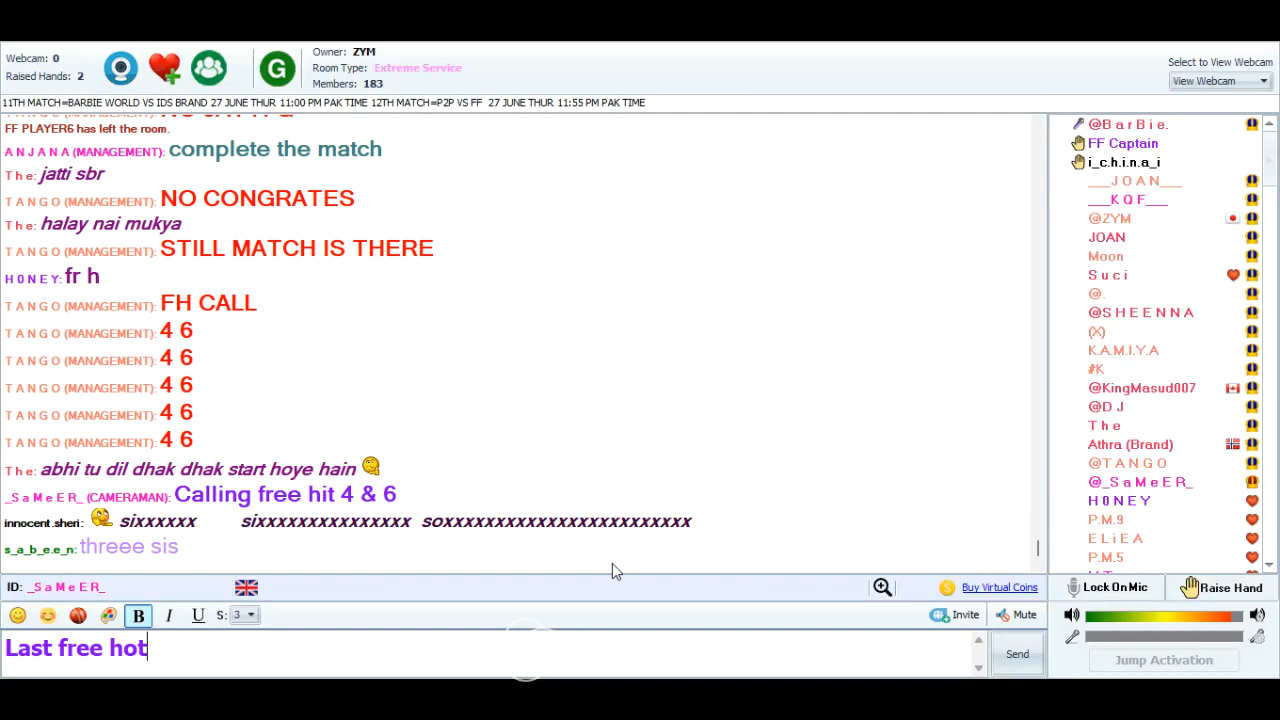 Webcam: 0
Raised Hands: 2
G
Owner: ZYM
Room Type: Extreme Service
Members: 183
Select to View Webcam
View Webcam
11TH MATCH=BARBIE WORLD VS IDS BRAND 27 JUNE THUR 11:00 PM PAK TIME 12TH MATCH=P2P VS FF 27 JUNE THUR 11:55 PM PAK TIME
FF PLAYER6 has left the room.
A N J A N A (MANAGEMENT): complete the match
T h e: jatti sbr
T A N G O (MANAGEMENT): NO CONGRATES
T h e: halay nai mukya
T A N G O (MANAGEMENT): STILL MATCH IS THERE
H 0 N E Y: fr h
T A N G O (MANAGEMENT): FH CALL
T A N G O (MANAGEMENT): 4 6
T A N G O (MANAGEMENT): 4 6
T A N G O (MANAGEMENT): 4 6
T A N G O (MANAGEMENT): 4 6
T A N G O (MANAGEMENT): 4 6
T h e: abhi tu dil dhak dhak start hoye hain
_S a M e E R_ (CAMERAMAN): Calling free hit 4 & 6
innocent.sheri: sixxxxxx sixxxxxxxxxxxxxxx soxxxxxxxxxxxxxxxxxxxxxxxxx
s_a_b_e.e_n: threee sis
@B a r B i e.
FF Captain
i_c.h.i.n.a_i
___J O A N___
___K Q F___
@ZYM
JOAN
Moon
S u c i
@.
@S H E E N N A
(X)
K.A.M.I.Y.A
#K
@KingMasud007
@D J
T h e
Athra (Brand)
@T A N G O
@_S a M e E R_
H 0 N E Y
P.M.9
E L i E A
P.M.5
ID: _S a M e E R_
Buy Virtual Coins
Lock On Mic
Raise Hand
B I U S: 3
Invite
Mute
Last free hot
Send
Jump Activation